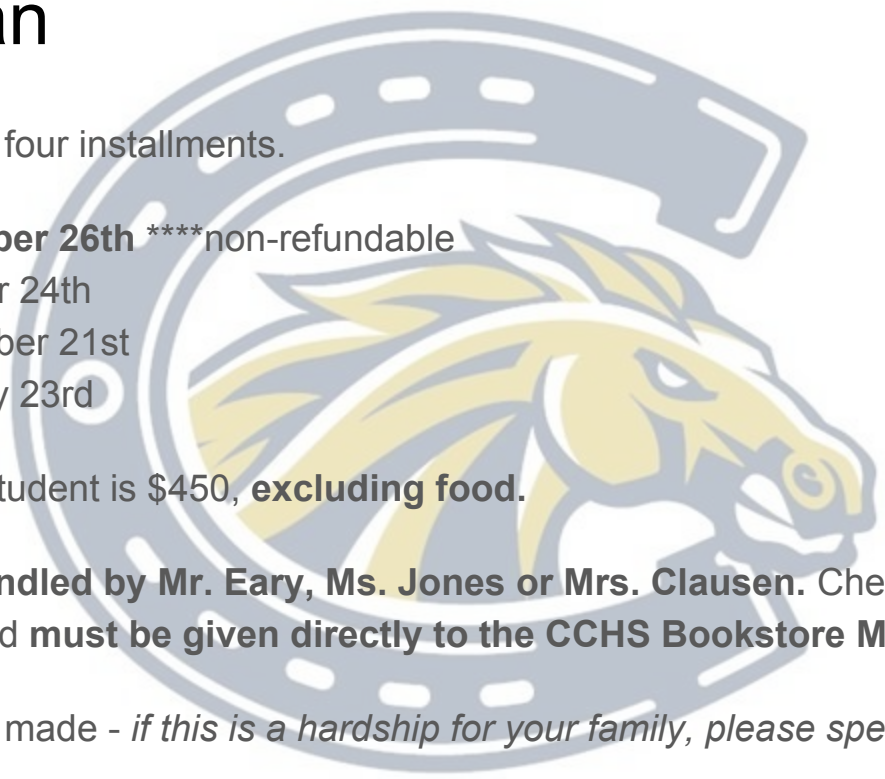 an
four installments.
ber 26th ****non-refundable
r 24th
ber 21st
y 23rd
tudent is $450, excluding food.
ndled by Mr. Eary, Ms. Jones or Mrs. Clausen. Che
d must be given directly to the CCHS Bookstore M
made - if this is a hardship for your family, please spe